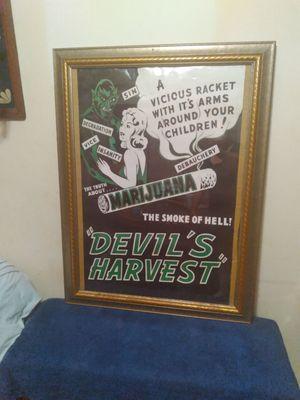 SIN
DEGRADATION
VICE
INSANITY
A
VICIOUS RACKET
WITH IT'S ARMS
AROUND YOUR
CHILDREN!
DEBAUCHERY
THE TRUTH
ABOUT....
MARIJUANA
THE SMOKE OF HELL!
"DEVIL'S
HARVEST"